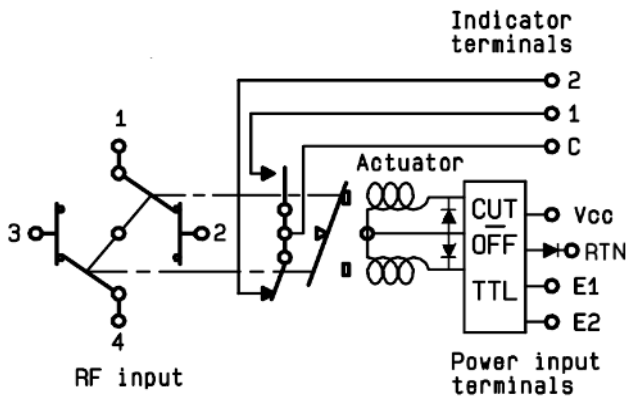 Indicator
terminals
2
1
C
1
Actuator
3
2
CUT
OFF
TTL
Vcc
RTN
E1
E2
4
RF input
Power input
terminals